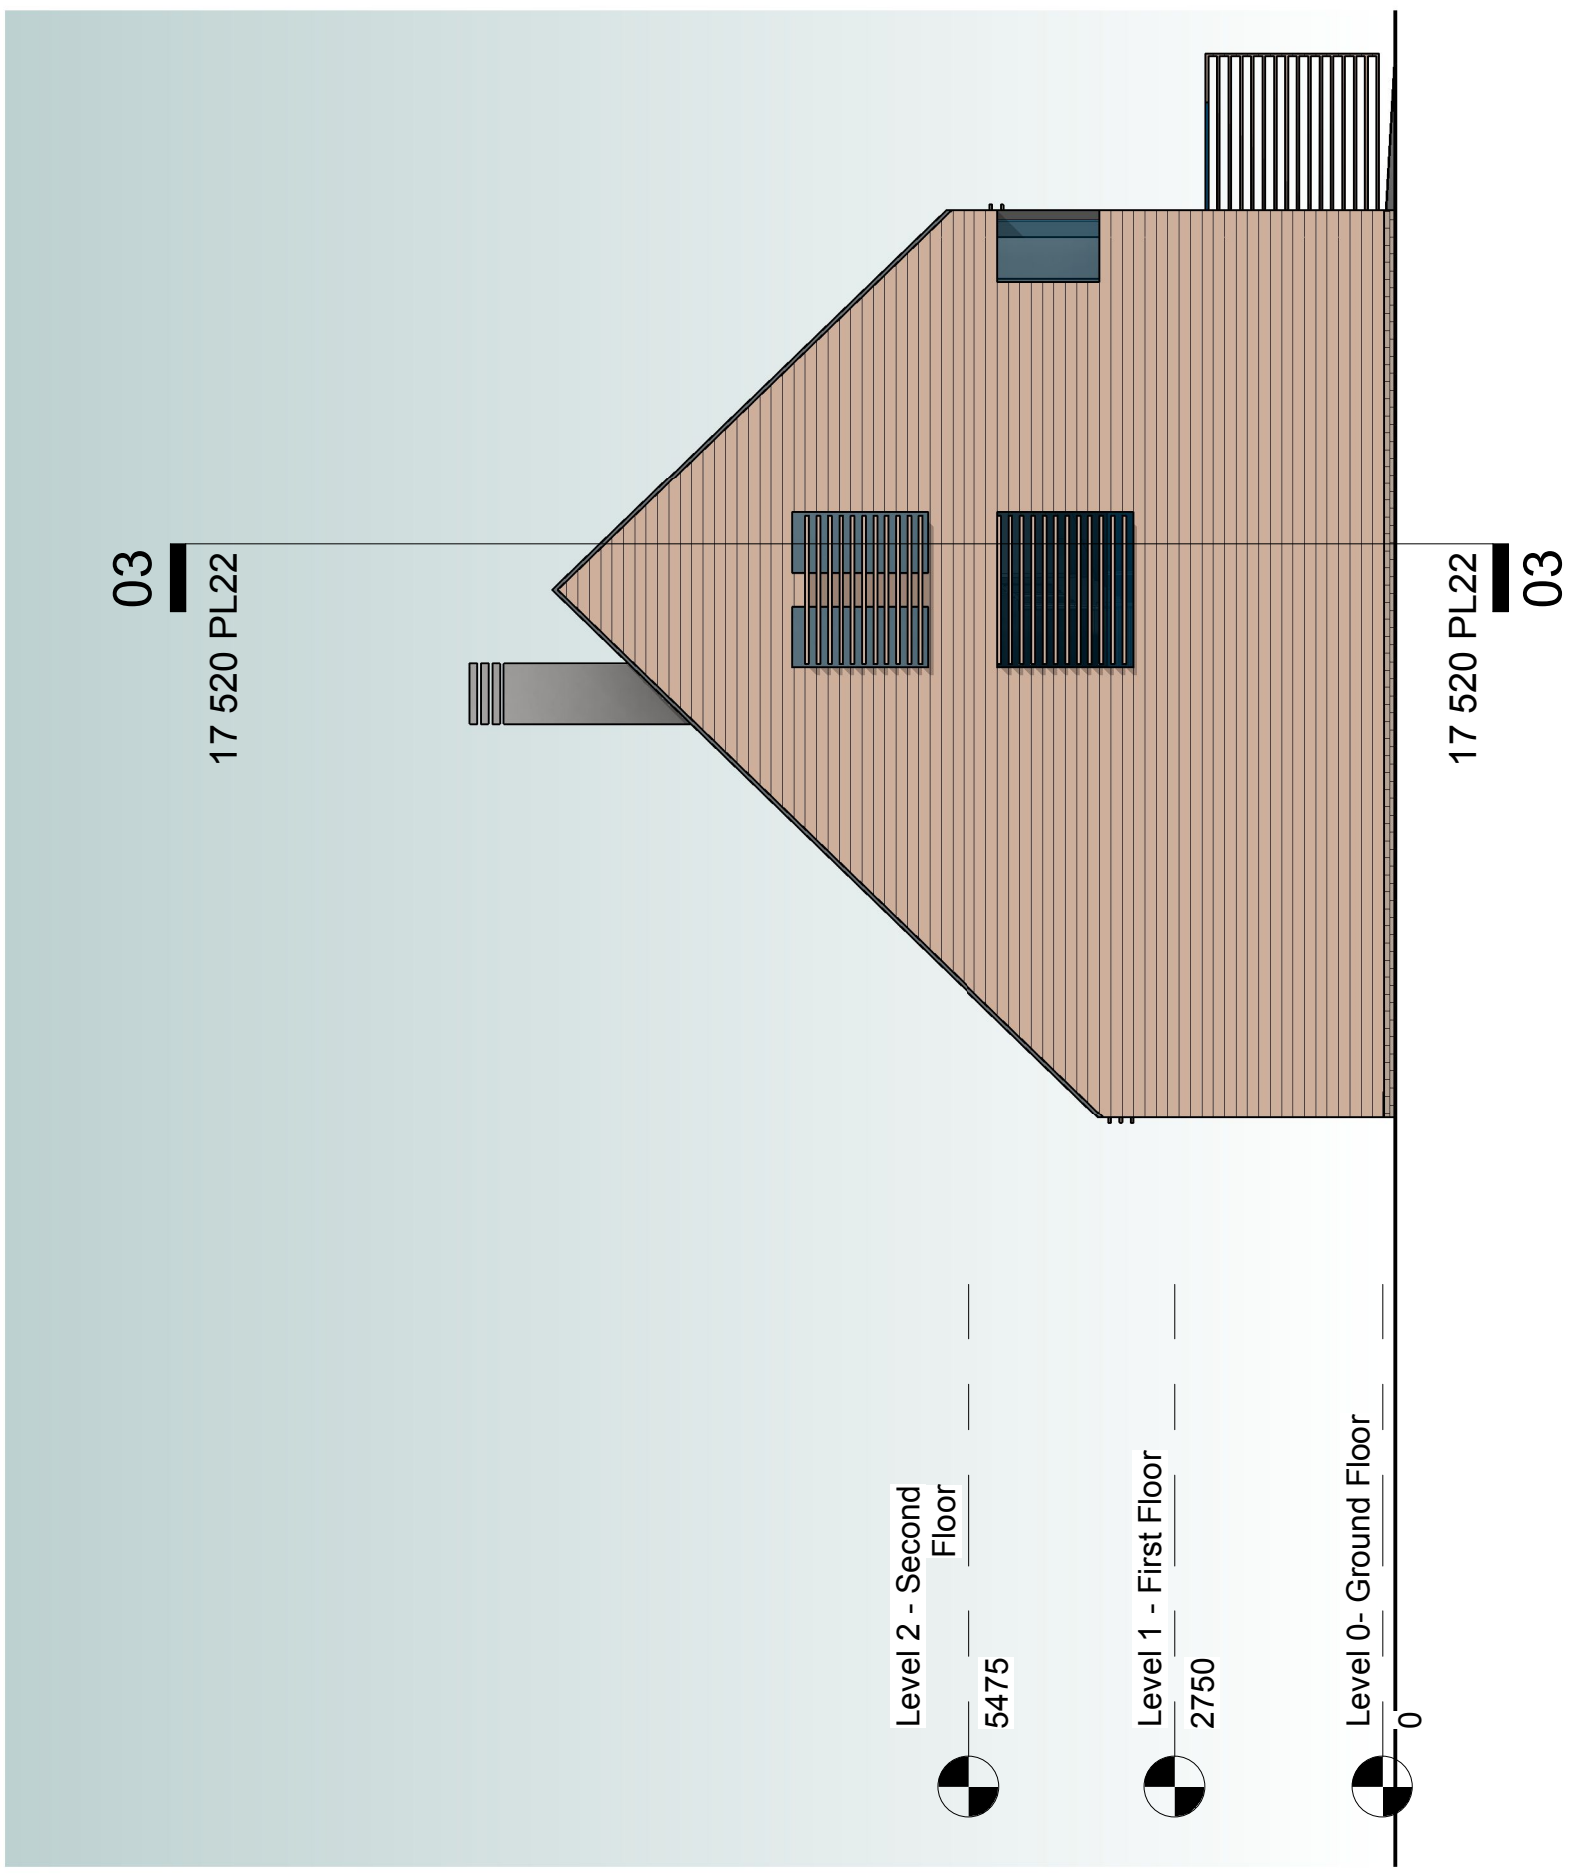 03
17 520 PL22
Level 2 - Second
Floor
5475
Level 1 - First Floor
2750
Level 0- Ground Floor
0
17 520 PL22
03